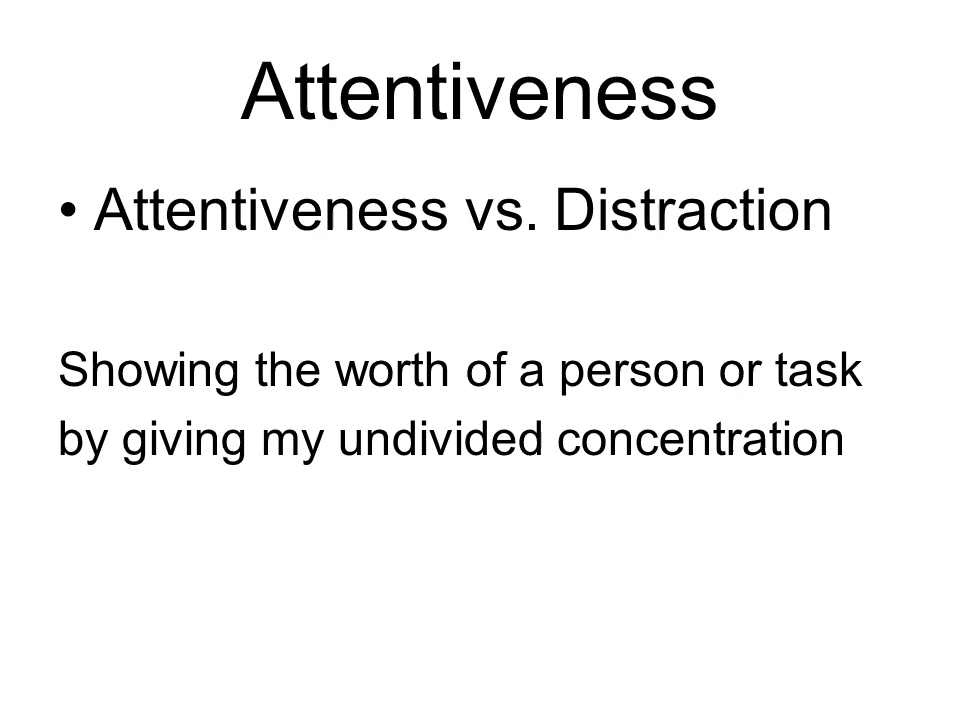 Attentiveness
• Attentiveness vs. Distraction
Showing the worth of a person or task
by giving my undivided concentration